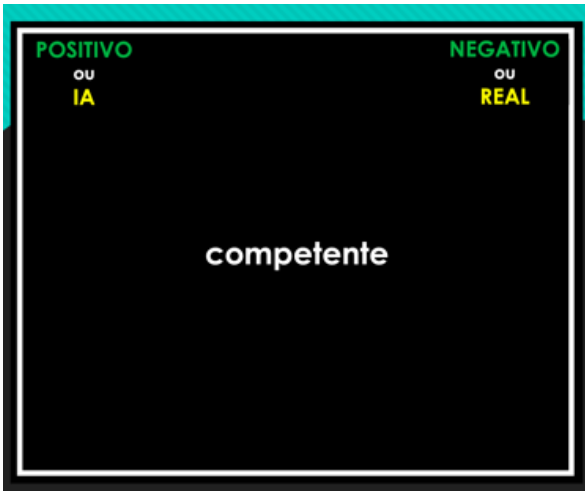 POSITIVO
ou
IA
NEGATIVO
ou
REAL
competente